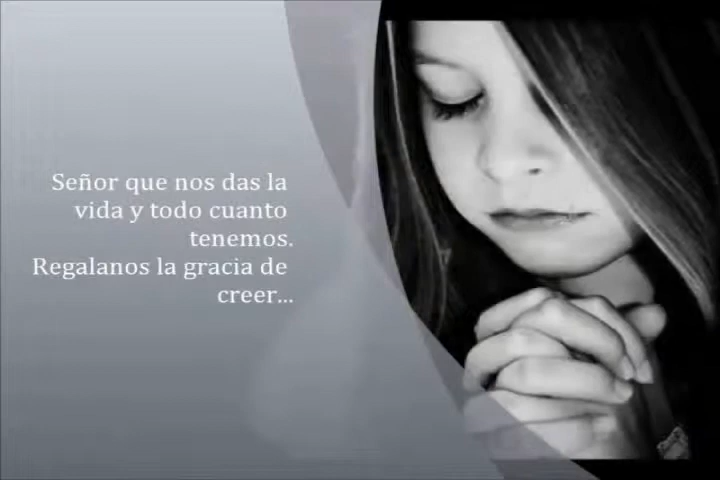 Señor que nos das la
vida y todo cuanto
tenemos.
Regalanos la gracia de
creer...